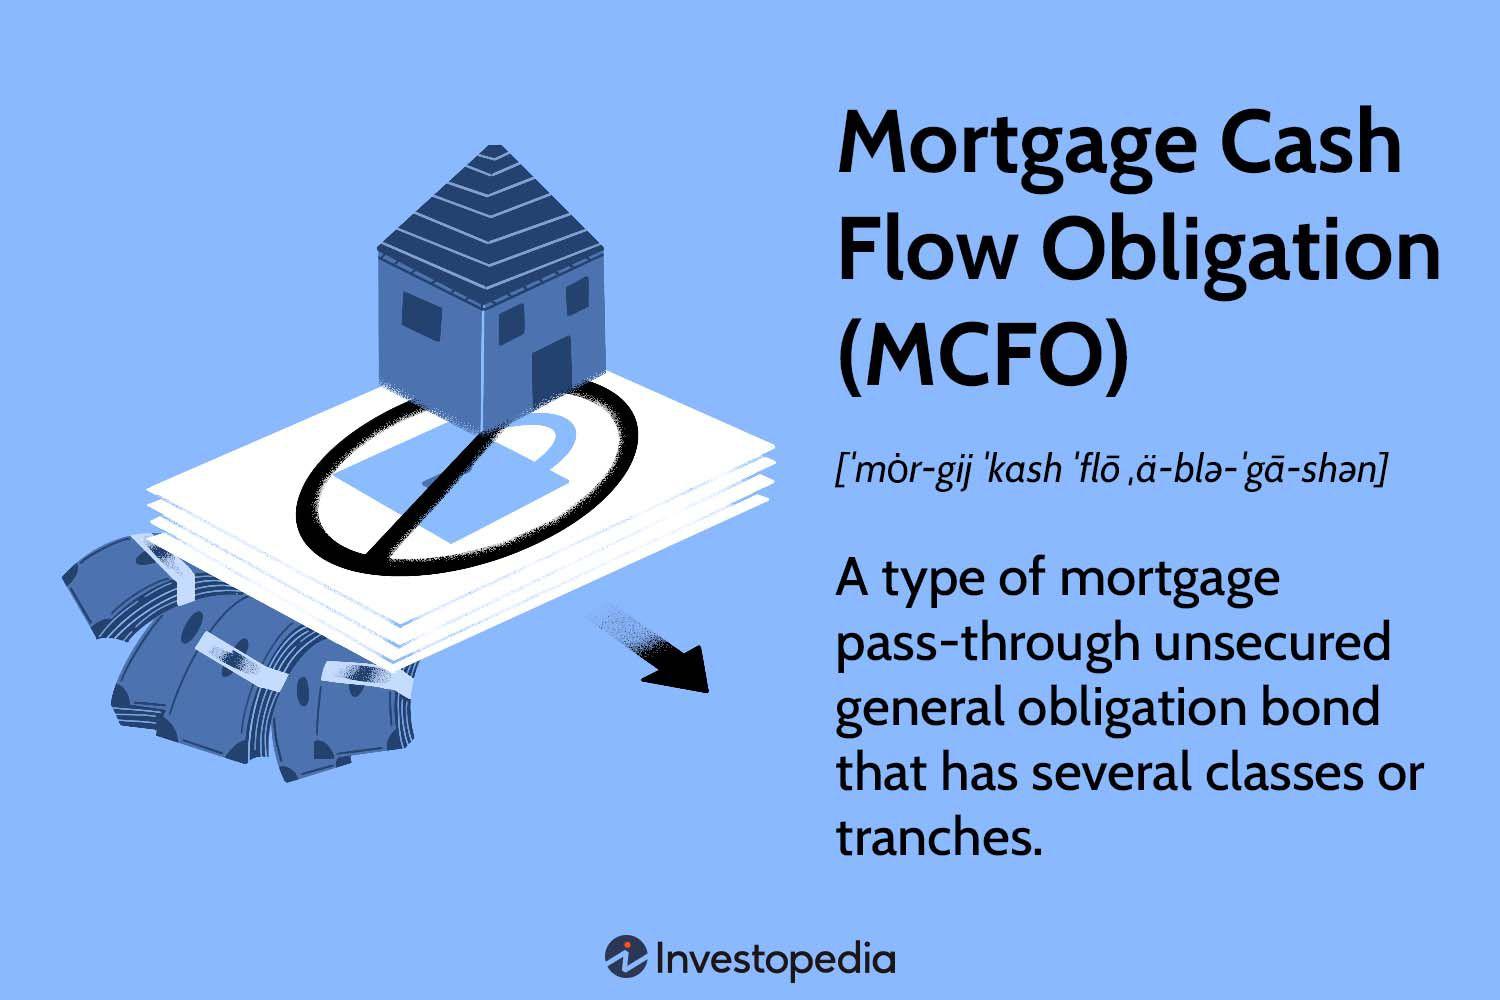 Mortgage Cash
Flow Obligation
(MCFO)
[ˈmȯr-gij ˈkash ˈflō ˌä-blə-ˈgā-shən]
A type of mortgage
pass-through unsecured
general obligation bond
that has several classes or
tranches.
Investopedia